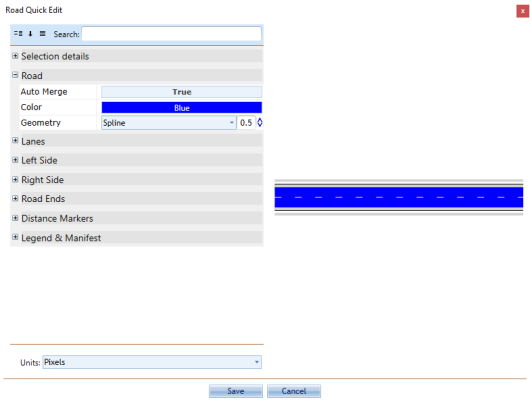 Road Quick Edit
x
Search:
Selection details
Road
Auto Merge True
Color Blue
Geometry Spline 0.5
Lanes
Left Side
Right Side
Road Ends
Distance Markers
Legend & Manifest
Units: Pixels
Save Cancel